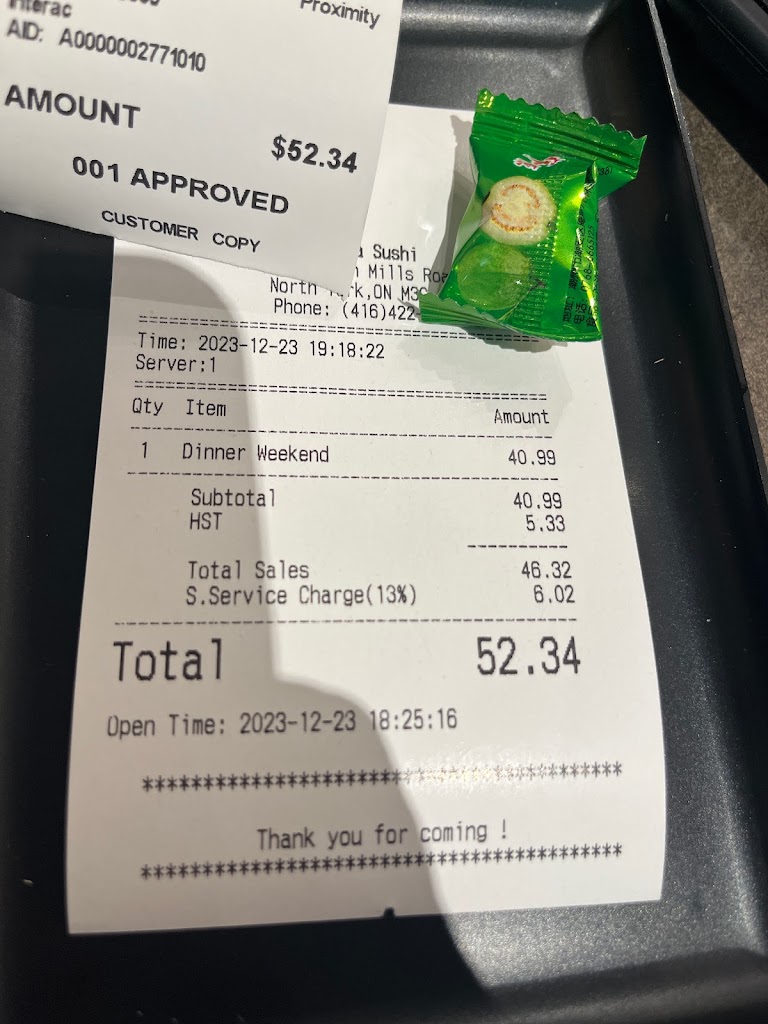 Interac
Proximity
AID: A0000002771010
AMOUNT
$52.34
001 APPROVED
CUSTOMER COPY
Sushi
Mills
North
ON
Phone: (416)422-
Time: 2023-12-23 19:18:22
Server:1
Qty Item Amount
1 Dinner Weekend 40.99
Subtotal 40.99
HST 5.33
Total Sales 46.32
S.Service Charge(13%) 6.02
Total 52.34
Open Time: 2023-12-23 18:25:16
****************************************
Thank you for coming !
****************************************